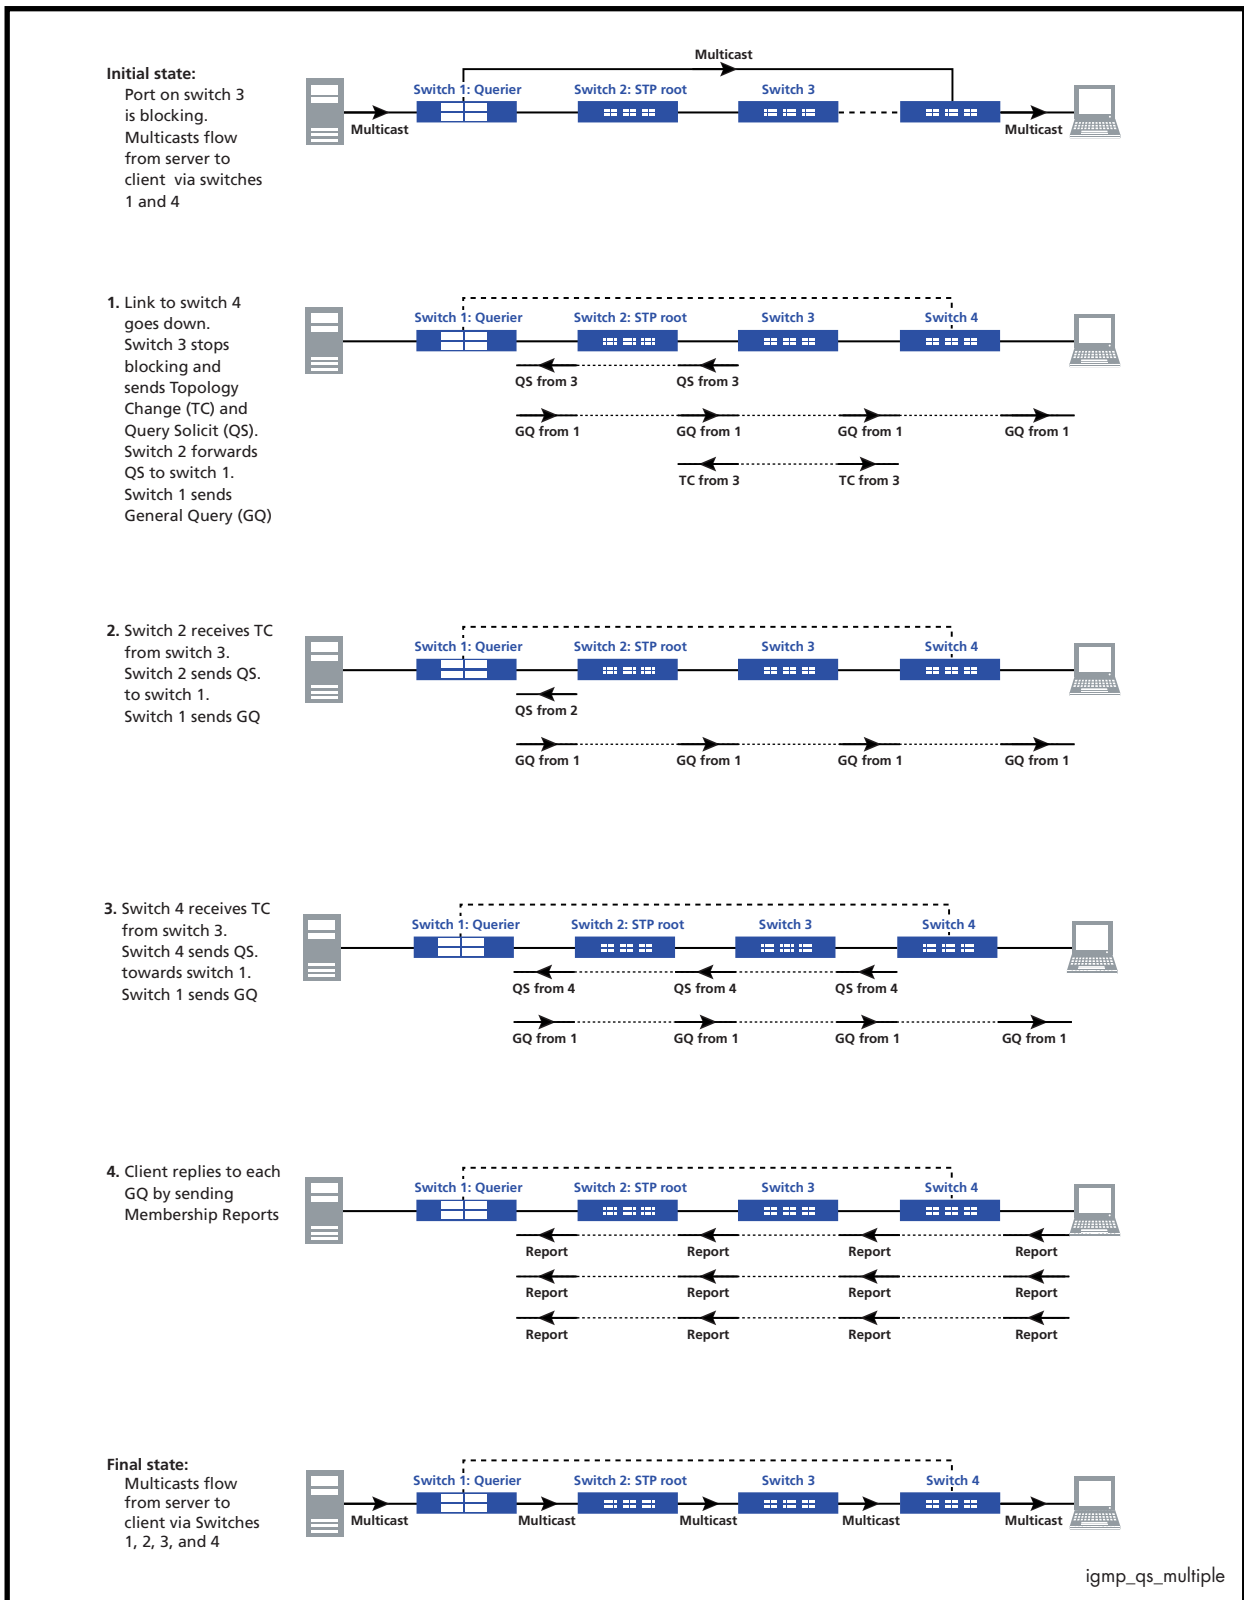 Multicast
Initial state:
Port on switch 3
is blocking.
Multicasts flow
from server to
client via switches
1 and 4
Switch 1: Querier
Switch 2: STP root
Switch 3
Multicast
Multicast
1. Link to switch 4
goes down.
Switch 3 stops
blocking and
sends Topology
Change (TC) and
Query Solicit (QS).
Switch 2 forwards
QS to switch 1.
Switch 1 sends
General Query (GQ)
Switch 1: Querier
Switch 2: STP root
Switch 3
Switch 4
QS from 3
QS from 3
GQ from 1
GQ from 1
GQ from 1
GQ from 1
TC from 3
TC from 3
2. Switch 2 receives TC
from switch 3.
Switch 2 sends QS.
to switch 1.
Switch 1 sends GQ
Switch 1: Querier
Switch 2: STP root
Switch 3
Switch 4
QS from 2
GQ from 1
GQ from 1
GQ from 1
GQ from 1
3. Switch 4 receives TC
from switch 3.
Switch 4 sends QS.
towards switch 1.
Switch 1 sends GQ
Switch 1: Querier
Switch 2: STP root
Switch 3
Switch 4
QS from 4
QS from 4
QS from 4
GQ from 1
GQ from 1
GQ from 1
GQ from 1
4. Client replies to each
GQ by sending
Membership Reports
Switch 1: Querier
Switch 2: STP root
Switch 3
Switch 4
Report
Report
Report
Report
Report
Report
Report
Report
Report
Report
Report
Report
Final state:
Multicasts flow
from server to
client via Switches
1, 2, 3, and 4
Switch 1: Querier
Switch 2: STP root
Switch 3
Switch 4
Multicast
Multicast
Multicast
Multicast
Multicast
igmp_qs_multiple